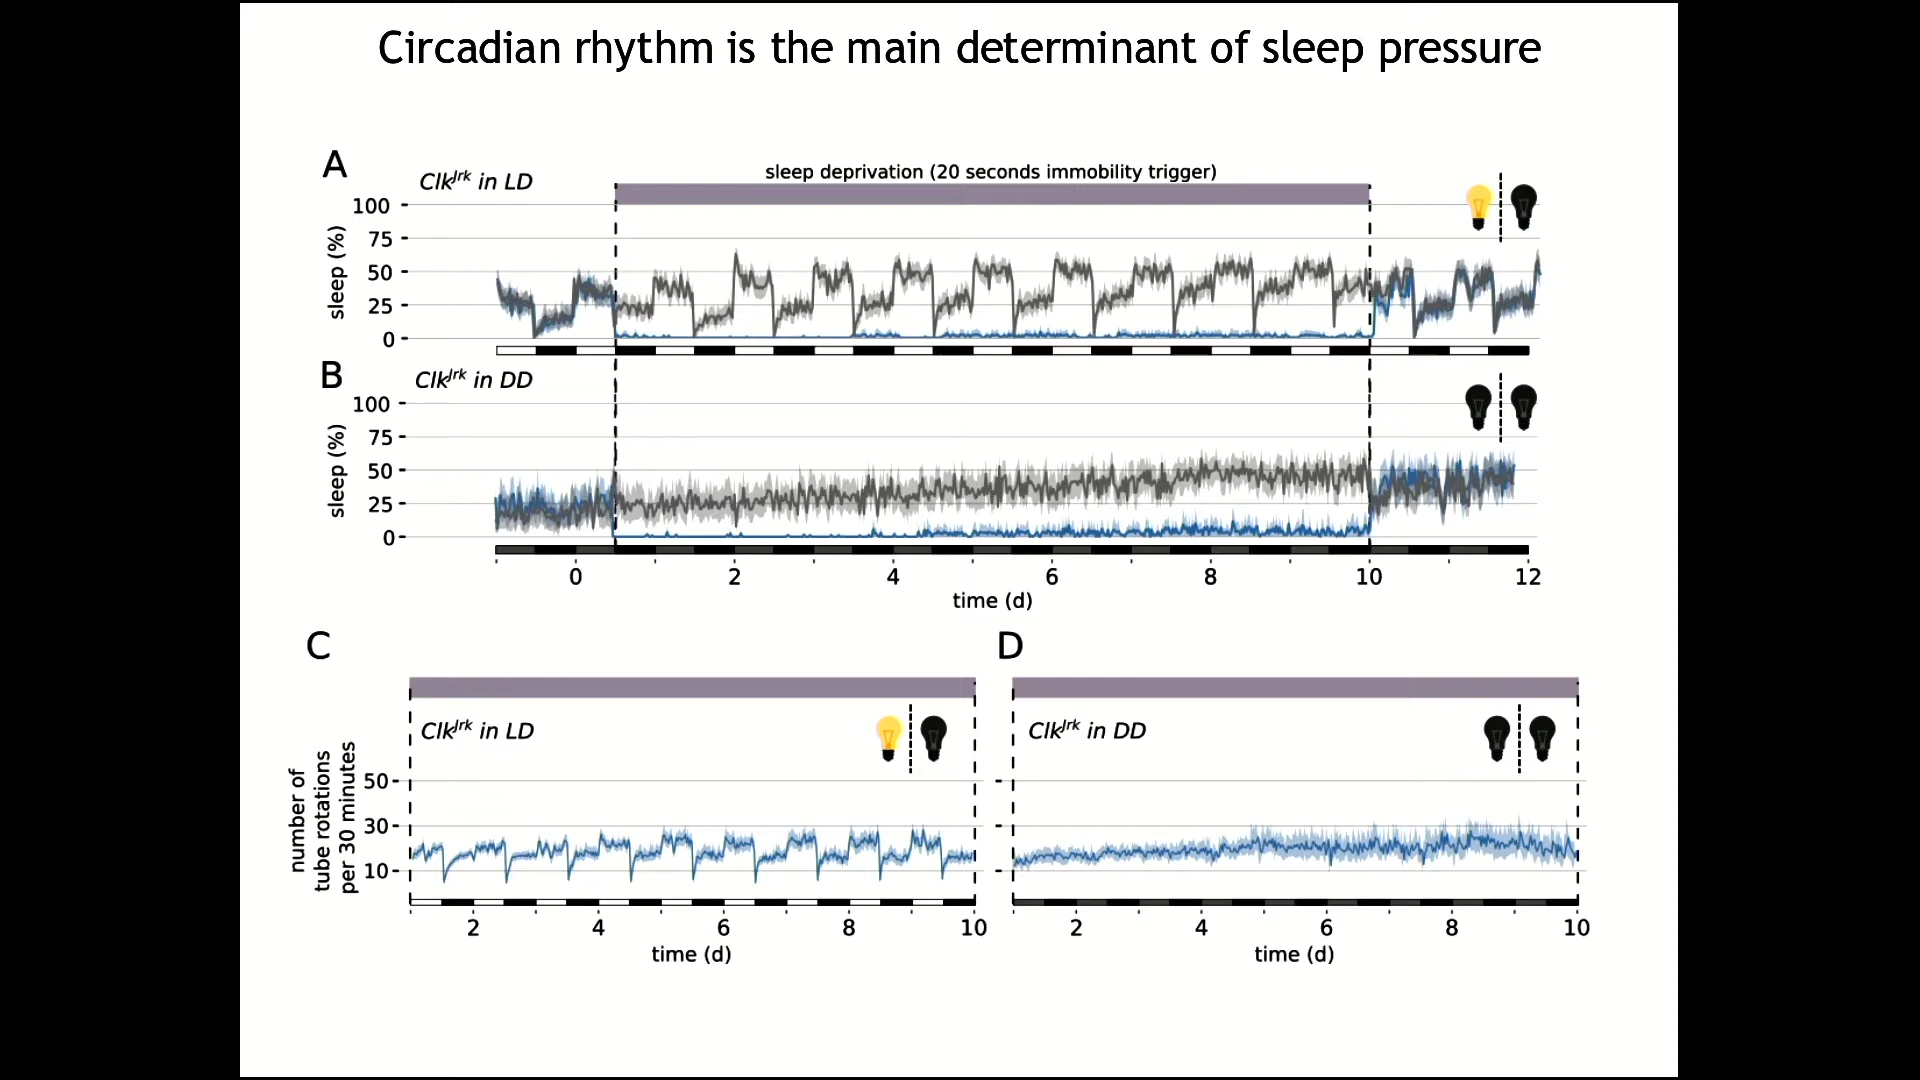 Circadian rhythm is the main determinant of sleep pressure
A
Clk^Jrk in LD
sleep deprivation (20 seconds immobility trigger)
100
75
50
25
0
sleep (%)
B
Clk^Jrk in DD
100
75
50
25
0
sleep (%)
0 2 4 6 8 10 12
time (d)
C
Clk^Jrk in LD
number of
tube rotations
per 30 minutes
50
30
10
2 4 6 8 10
time (d)
D
Clk^Jrk in DD
2 4 6 8 10
time (d)